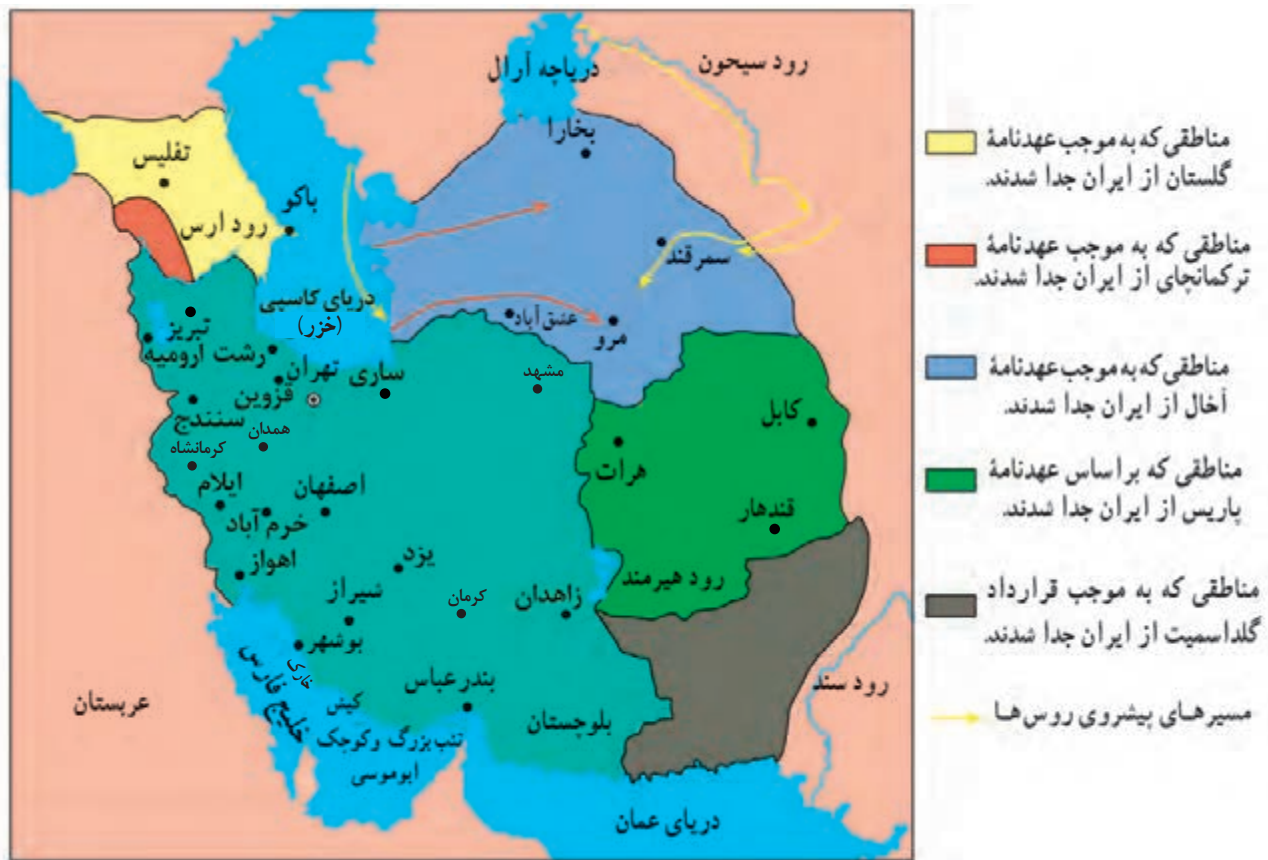 رود سیحون
دریاچه آرال
بخارا
تفلیس
باکو
رود ارس
سمرقند
دریای کاسپی
(خزر)
عشق آباد
مرو
تبریز
رشت ارومیه
تهران
ساری
مشهد
قزوین
سنندج
همدان
کرمانشاه
کابل
هرات
ایلام
اصفهان
خرم آباد
قندهار
اهواز
یزد
رود هیرمند
شیراز
کرمان
زاهدان
بوشهر
خارک
خلیج فارس
عربستان
کیش
بندرعباس
بلوچستان
رود سند
تنب بزرگ وکوچک
ابوموسی
دریای عمان
مناطقی که به موجب عهدنامهٔ
گلستان از ایران جدا شدند.
مناطقی که به موجب عهدنامهٔ
ترکمانچای از ایران جدا شدند.
مناطقی که به موجب عهدنامهٔ
آخال از ایران جدا شدند.
مناطقی که براساس عهدنامهٔ
پاریس از ایران جدا شدند.
مناطقی که به موجب قرارداد
گلداسمیت از ایران جدا شدند.
مسیرهای پیشروی روس‌ها